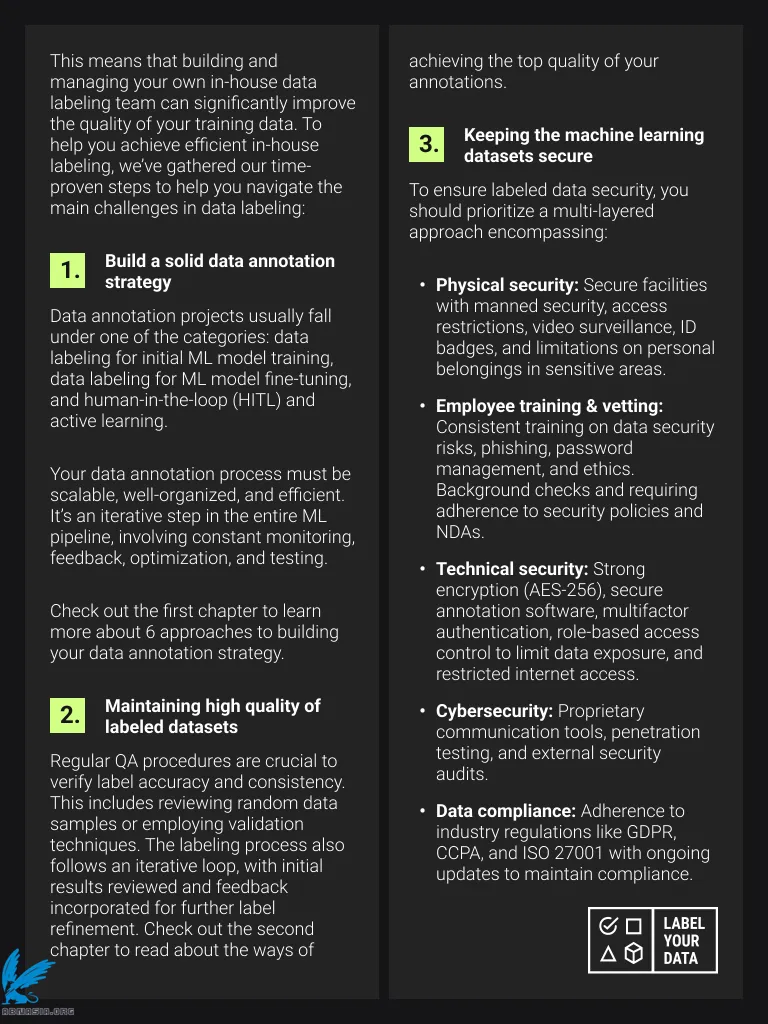 This means that building and
managing your own in-house data
labeling team can significantly improve
the quality of your training data. To
help you achieve efficient in-house
labeling, we’ve gathered our time-
proven steps to help you navigate the
main challenges in data labeling:
1. Build a solid data annotation
strategy
Data annotation projects usually fall
under one of the categories: data
labeling for initial ML model training,
data labeling for ML model fine-tuning,
and human-in-the-loop (HITL) and
active learning.
Your data annotation process must be
scalable, well-organized, and efficient.
It’s an iterative step in the entire ML
pipeline, involving constant monitoring,
feedback, optimization, and testing.
Check out the first chapter to learn
more about 6 approaches to building
your data annotation strategy.
2. Maintaining high quality of
labeled datasets
Regular QA procedures are crucial to
verify label accuracy and consistency.
This includes reviewing random data
samples or employing validation
techniques. The labeling process also
follows an iterative loop, with initial
results reviewed and feedback
incorporated for further label
refinement. Check out the second
chapter to read about the ways of
achieving the top quality of your
annotations.
3. Keeping the machine learning
datasets secure
To ensure labeled data security, you
should prioritize a multi-layered
approach encompassing:
• Physical security: Secure facilities
with manned security, access
restrictions, video surveillance, ID
badges, and limitations on personal
belongings in sensitive areas.
• Employee training & vetting:
Consistent training on data security
risks, phishing, password
management, and ethics.
Background checks and requiring
adherence to security policies and
NDAs.
• Technical security: Strong
encryption (AES-256), secure
annotation software, multifactor
authentication, role-based access
control to limit data exposure, and
restricted internet access.
• Cybersecurity: Proprietary
communication tools, penetration
testing, and external security
audits.
• Data compliance: Adherence to
industry regulations like GDPR,
CCPA, and ISO 27001 with ongoing
updates to maintain compliance.
LABEL
YOUR
DATA
ABNASIA.ORG